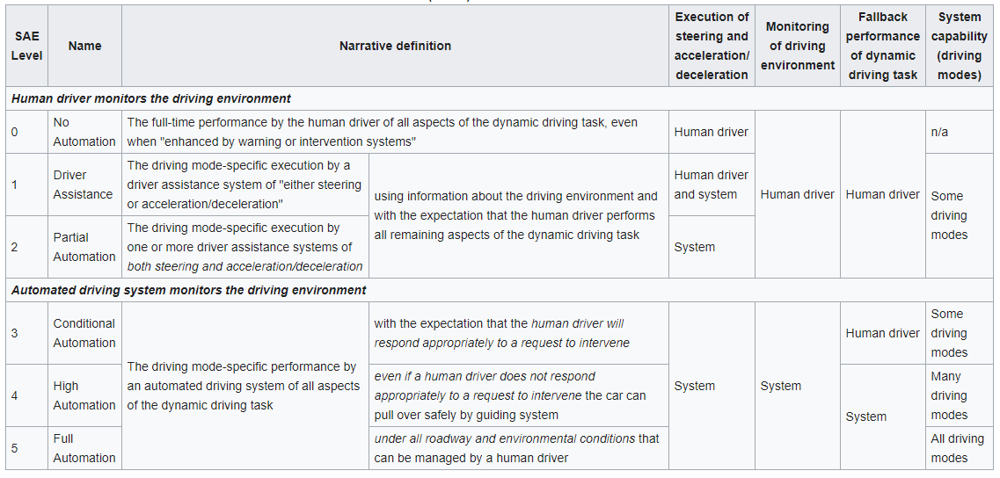 SAE Level
Name
Narrative definition
Execution of steering and acceleration/ deceleration
Monitoring of driving environment
Fallback performance of dynamic driving task
System capability (driving modes)
Human driver monitors the driving environment
0
No Automation
The full-time performance by the human driver of all aspects of the dynamic driving task, even
when "enhanced by warning or intervention systems"
Human driver
Human driver
Human driver
n/a
1
Driver Assistance
The driving mode-specific execution by a
driver assistance system of "either steering
or acceleration/deceleration"
using information about the driving environment and
with the expectation that the human driver performs
all remaining aspects of the dynamic driving task
Human driver
and system
Some
driving
modes
2
Partial Automation
The driving mode-specific execution by
one or more driver assistance systems of
both steering and acceleration/deceleration
System
Automated driving system monitors the driving environment
3
Conditional Automation
The driving mode-specific performance by
an automated driving system of all aspects
of the dynamic driving task
with the expectation that the human driver will
respond appropriately to a request to intervene
System
System
Human driver
Some
driving
modes
4
High Automation
even if a human driver does not respond
appropriately to a request to intervene the car can
pull over safely by guiding system
System
Many
driving
modes
5
Full Automation
under all roadway and environmental conditions that
can be managed by a human driver
All driving
modes